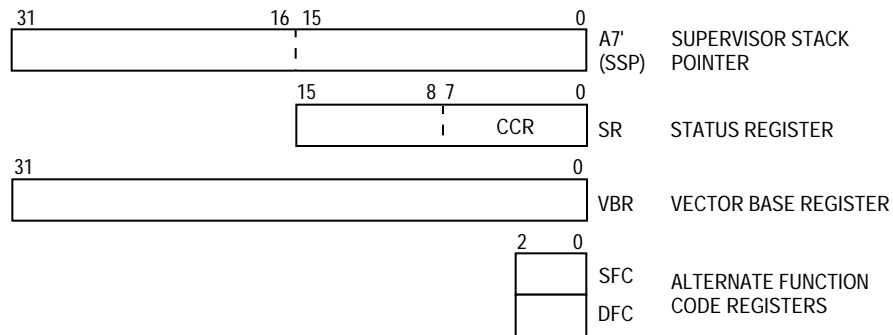 31 16 15 0
A7' SUPERVISOR STACK
(SSP) POINTER
15 8 7 0
CCR SR STATUS REGISTER
31 0
VBR VECTOR BASE REGISTER
2 0
SFC ALTERNATE FUNCTION
DFC CODE REGISTERS